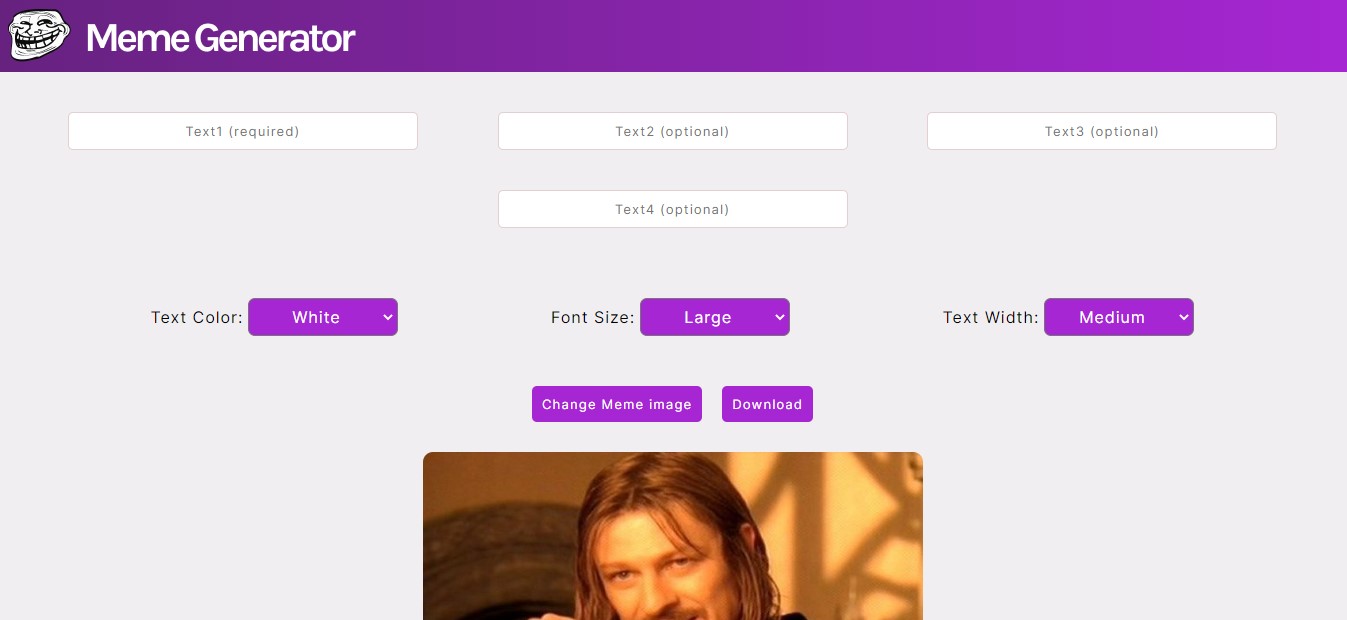 Meme Generator
Text1 (required) Text2 (optional) Text3 (optional)
Text4 (optional)
Text Color: White Font Size: Large Text Width: Medium
Change Meme image Download